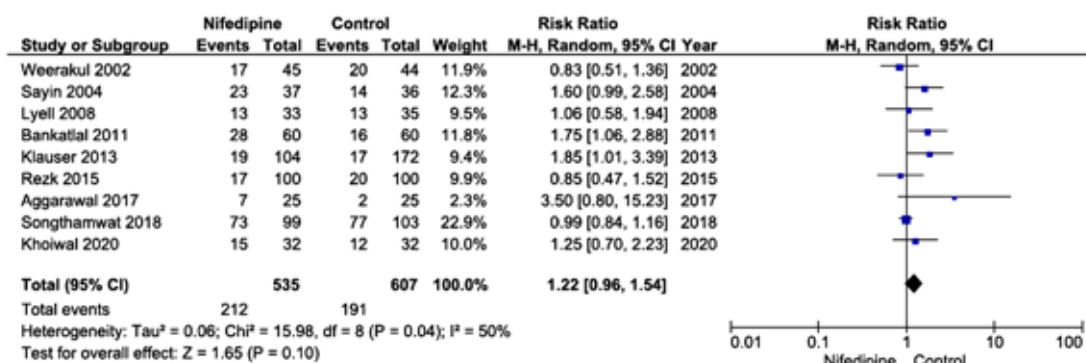 Nifedipine Control Risk Ratio Risk Ratio
Study or Subgroup Events Total Events Total Weight M-H, Random, 95% CI Year M-H, Random, 95% CI
Weerakul 2002 17 45 20 44 11.9% 0.83 [0.51, 1.36] 2002
Sayin 2004 23 37 14 36 12.3% 1.60 [0.99, 2.58] 2004
Lyell 2008 13 33 13 35 9.5% 1.06 [0.58, 1.94] 2008
Bankatlal 2011 28 60 16 60 11.8% 1.75 [1.06, 2.88] 2011
Klauser 2013 19 104 17 172 9.4% 1.85 [1.01, 3.39] 2013
Rezk 2015 17 100 20 100 9.9% 0.85 [0.47, 1.52] 2015
Aggarawal 2017 7 25 2 25 2.3% 3.50 [0.80, 15.23] 2017
Songthamwat 2018 73 99 77 103 22.9% 0.99 [0.84, 1.16] 2018
Khoiwal 2020 15 32 12 32 10.0% 1.25 [0.70, 2.23] 2020
Total (95% CI) 535 607 100.0% 1.22 [0.96, 1.54]
Total events 212 191
Heterogeneity: Tau² = 0.06; Chi² = 15.98, df = 8 (P = 0.04); I² = 50%
Test for overall effect: Z = 1.65 (P = 0.10)
0.01 0.1 1 10 100
Nifedipine Control